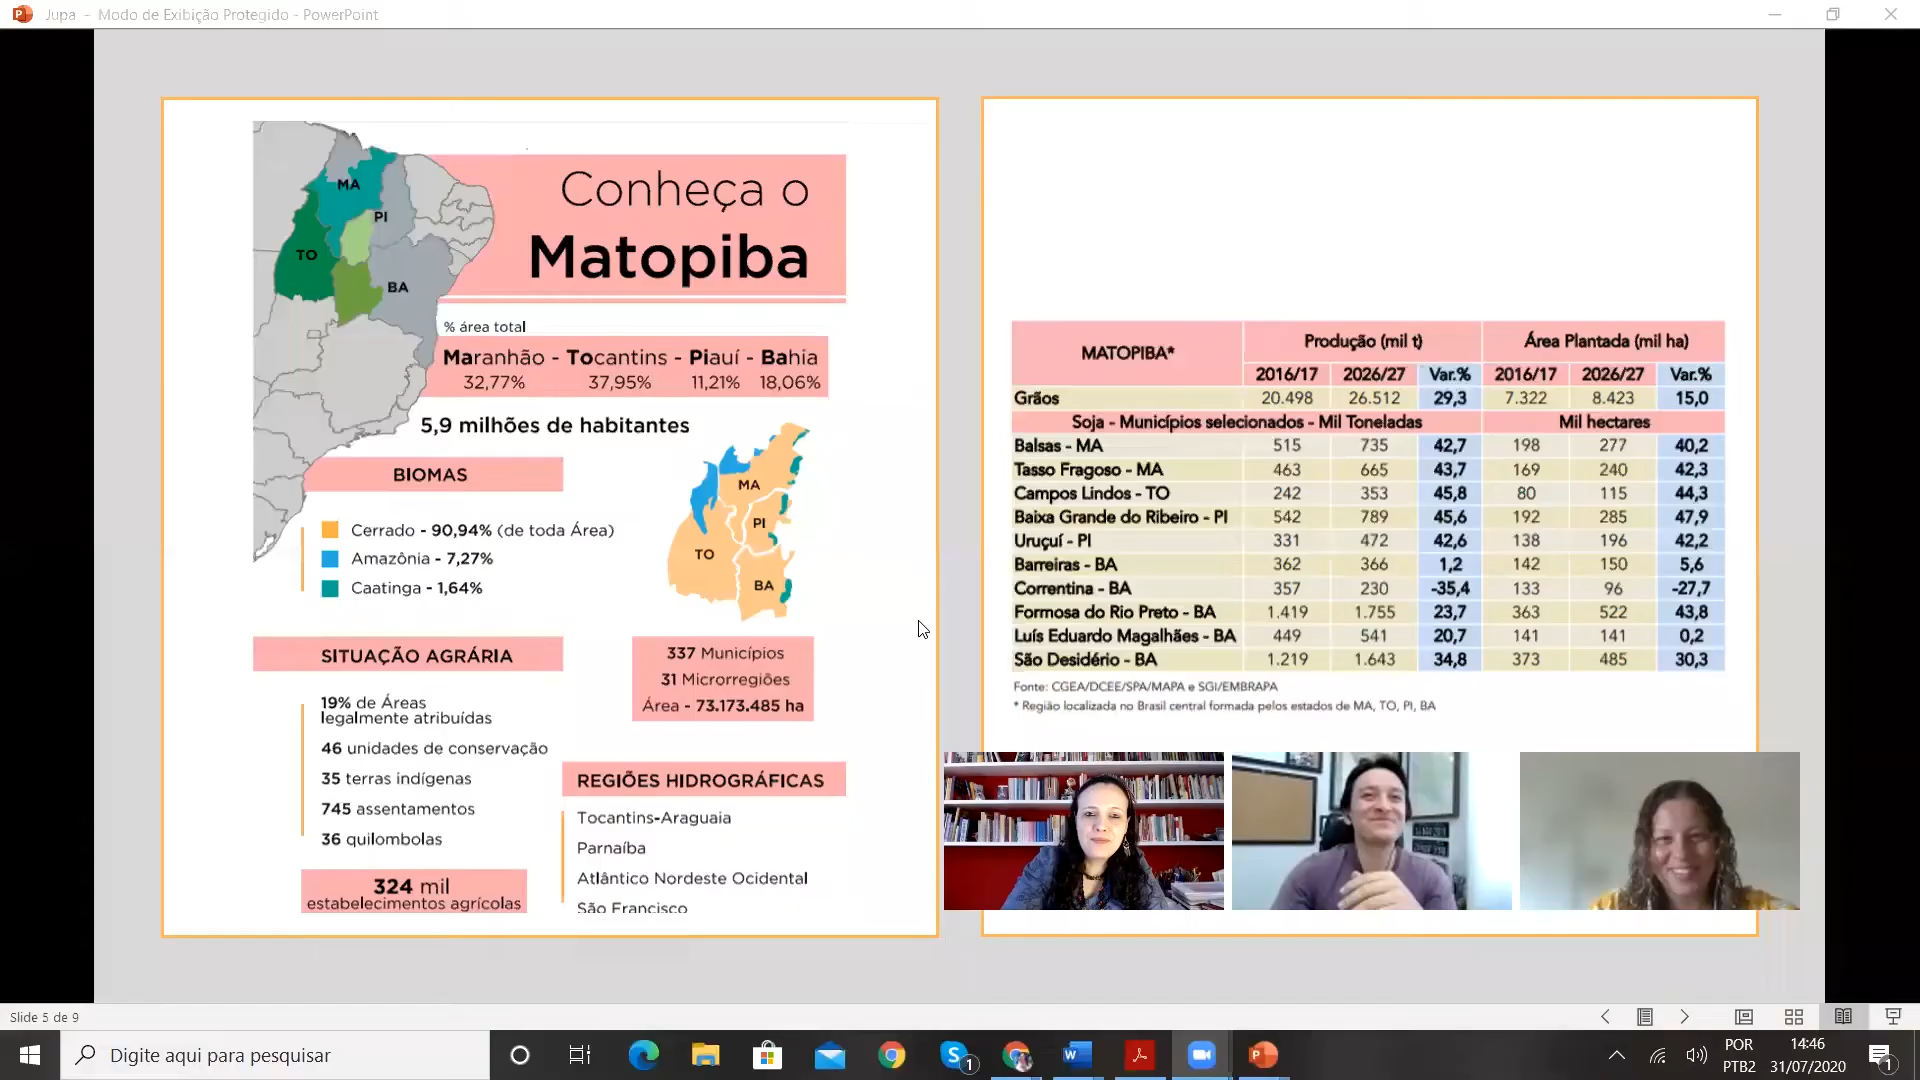 Jupa - Modo de Exibição Protegido - PowerPoint
Conheça o
Matopiba
MA
PI
TO
BA
% área total
Maranhão - Tocantins - Piauí - Bahia
32,77% 37,95% 11,21% 18,06%
5,9 milhões de habitantes
BIOMAS
Cerrado - 90,94% (de toda Área)
Amazônia - 7,27%
Caatinga - 1,64%
MA
PI
TO
BA
SITUAÇÃO AGRÁRIA
19% de Áreas
legalmente atribuídas
46 unidades de conservação
35 terras indígenas
745 assentamentos
36 quilombolas
324 mil
estabelecimentos agrícolas
337 Municípios
31 Microrregiões
Área - 73.173.485 ha
REGIÕES HIDROGRÁFICAS
Tocantins-Araguaia
Parnaíba
Atlântico Nordeste Ocidental
São Francisco
MATOPIBA* Produção (mil t) Área Plantada (mil ha)
2016/17 2026/27 Var.% 2016/17 2026/27 Var.%
Grãos 20.498 26.512 29,3 7.322 8.423 15,0
Soja - Municípios selecionados - Mil Toneladas Mil hectares
Balsas - MA 515 735 42,7 198 277 40,2
Tasso Fragoso - MA 463 665 43,7 169 240 42,3
Campos Lindos - TO 242 353 45,8 80 115 44,3
Baixa Grande do Ribeiro - PI 542 789 45,6 192 285 47,9
Uruçuí - PI 331 472 42,6 138 196 42,2
Barreiras - BA 362 366 1,2 142 150 5,6
Correntina - BA 357 230 -35,4 133 96 -27,7
Formosa do Rio Preto - BA 1.419 1.755 23,7 363 522 43,8
Luís Eduardo Magalhães - BA 449 541 20,7 141 141 0,2
São Desidério - BA 1.219 1.643 34,8 373 485 30,3
Fonte: CGEA/DCEE/SPA/MAPA e SGI/EMBRAPA
* Região localizada no Brasil central formada pelos estados de MA, TO, PI, BA
Slide 5 de 9
Digite aqui para pesquisar
1
POR
PTB2
14:46
31/07/2020
1